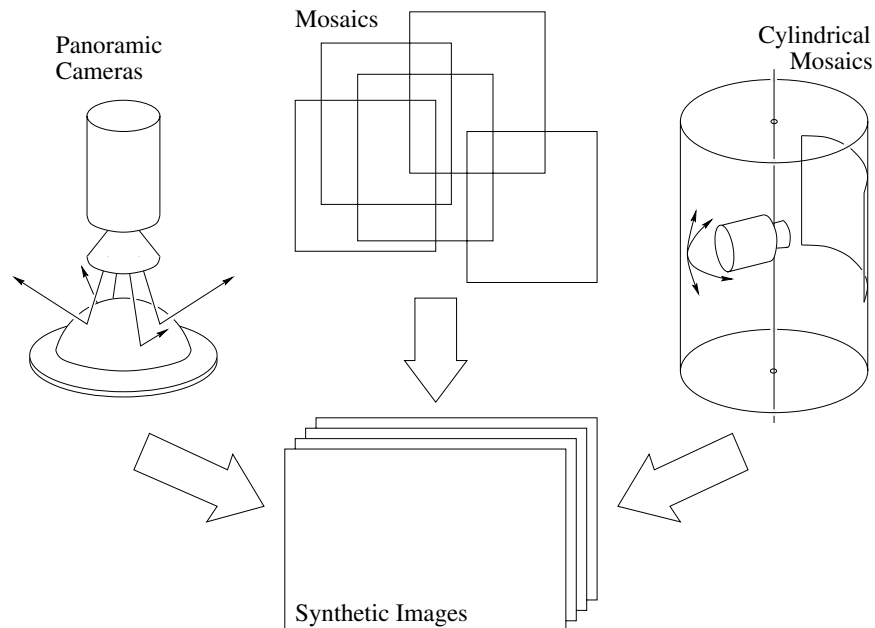 Panoramic
Cameras
Mosaics
Cylindrical
Mosaics
Synthetic Images